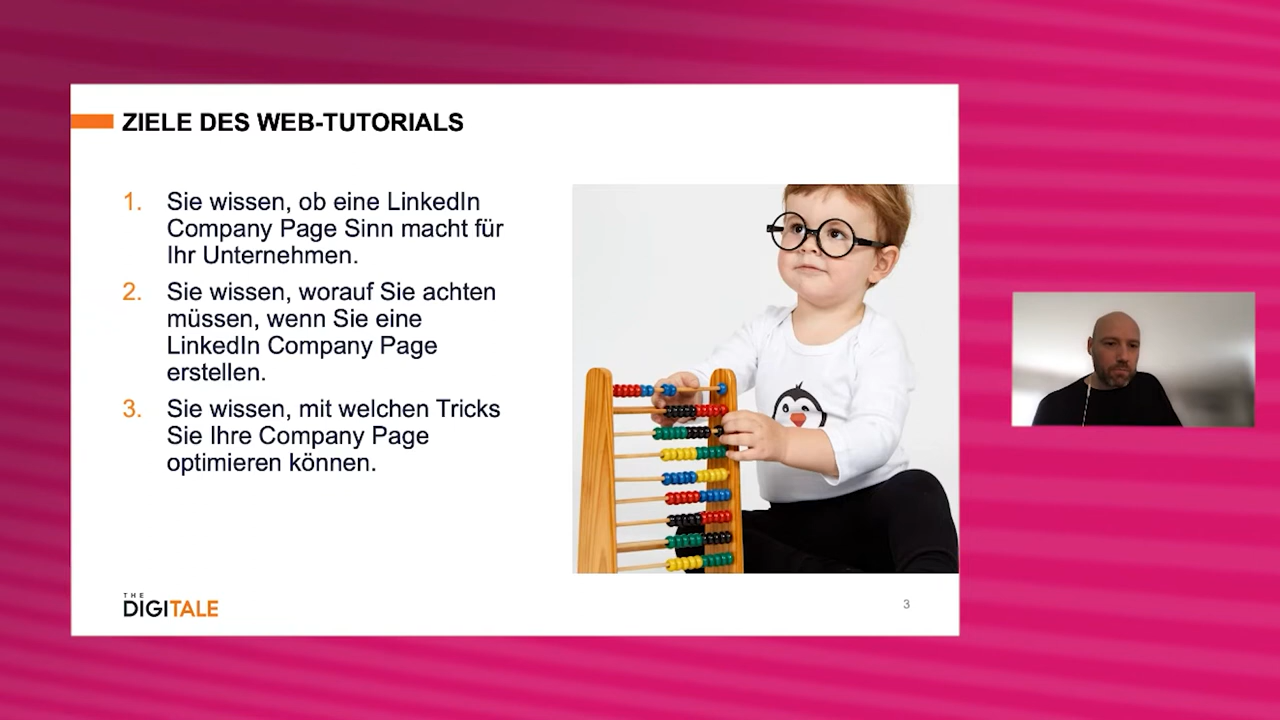 ZIELE DES WEB-TUTORIALS
1. Sie wissen, ob eine LinkedIn
Company Page Sinn macht für
Ihr Unternehmen.
2. Sie wissen, worauf Sie achten
müssen, wenn Sie eine
LinkedIn Company Page
erstellen.
3. Sie wissen, mit welchen Tricks
Sie Ihre Company Page
optimieren können.
THE
DIGITALE
3